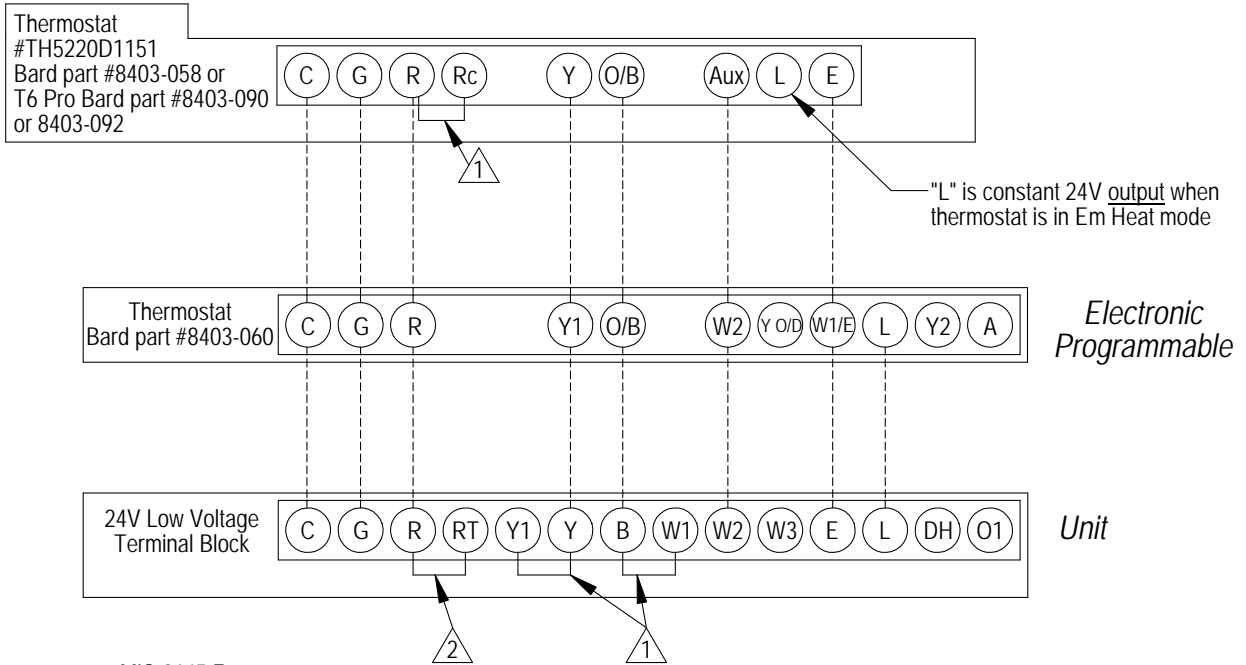 Thermostat
#TH5220D1151
Bard part #8403-058 or
T6 Pro Bard part #8403-090
or 8403-092
C G R Rc Y O/B Aux L E
1
"L" is constant 24V output when
thermostat is in Em Heat mode
Thermostat
Bard part #8403-060
C G R Y1 O/B W2 Y O/D W1/E L Y2 A
Electronic
Programmable
24V Low Voltage
Terminal Block
C G R RT Y1 Y B W1 W2 W3 E L DH O1
Unit
2 1